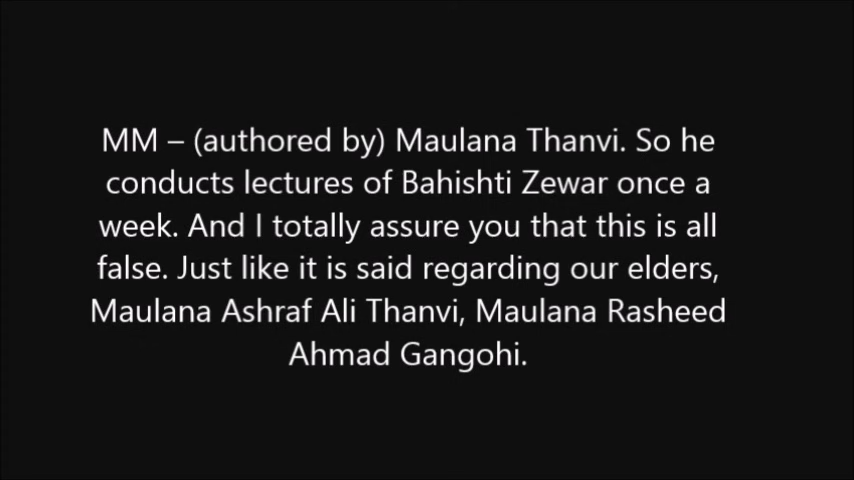 MM – (authored by) Maulana Thanvi. So he
conducts lectures of Bahishti Zewar once a
week. And I totally assure you that this is all
false. Just like it is said regarding our elders,
Maulana Ashraf Ali Thanvi, Maulana Rasheed
Ahmad Gangohi.